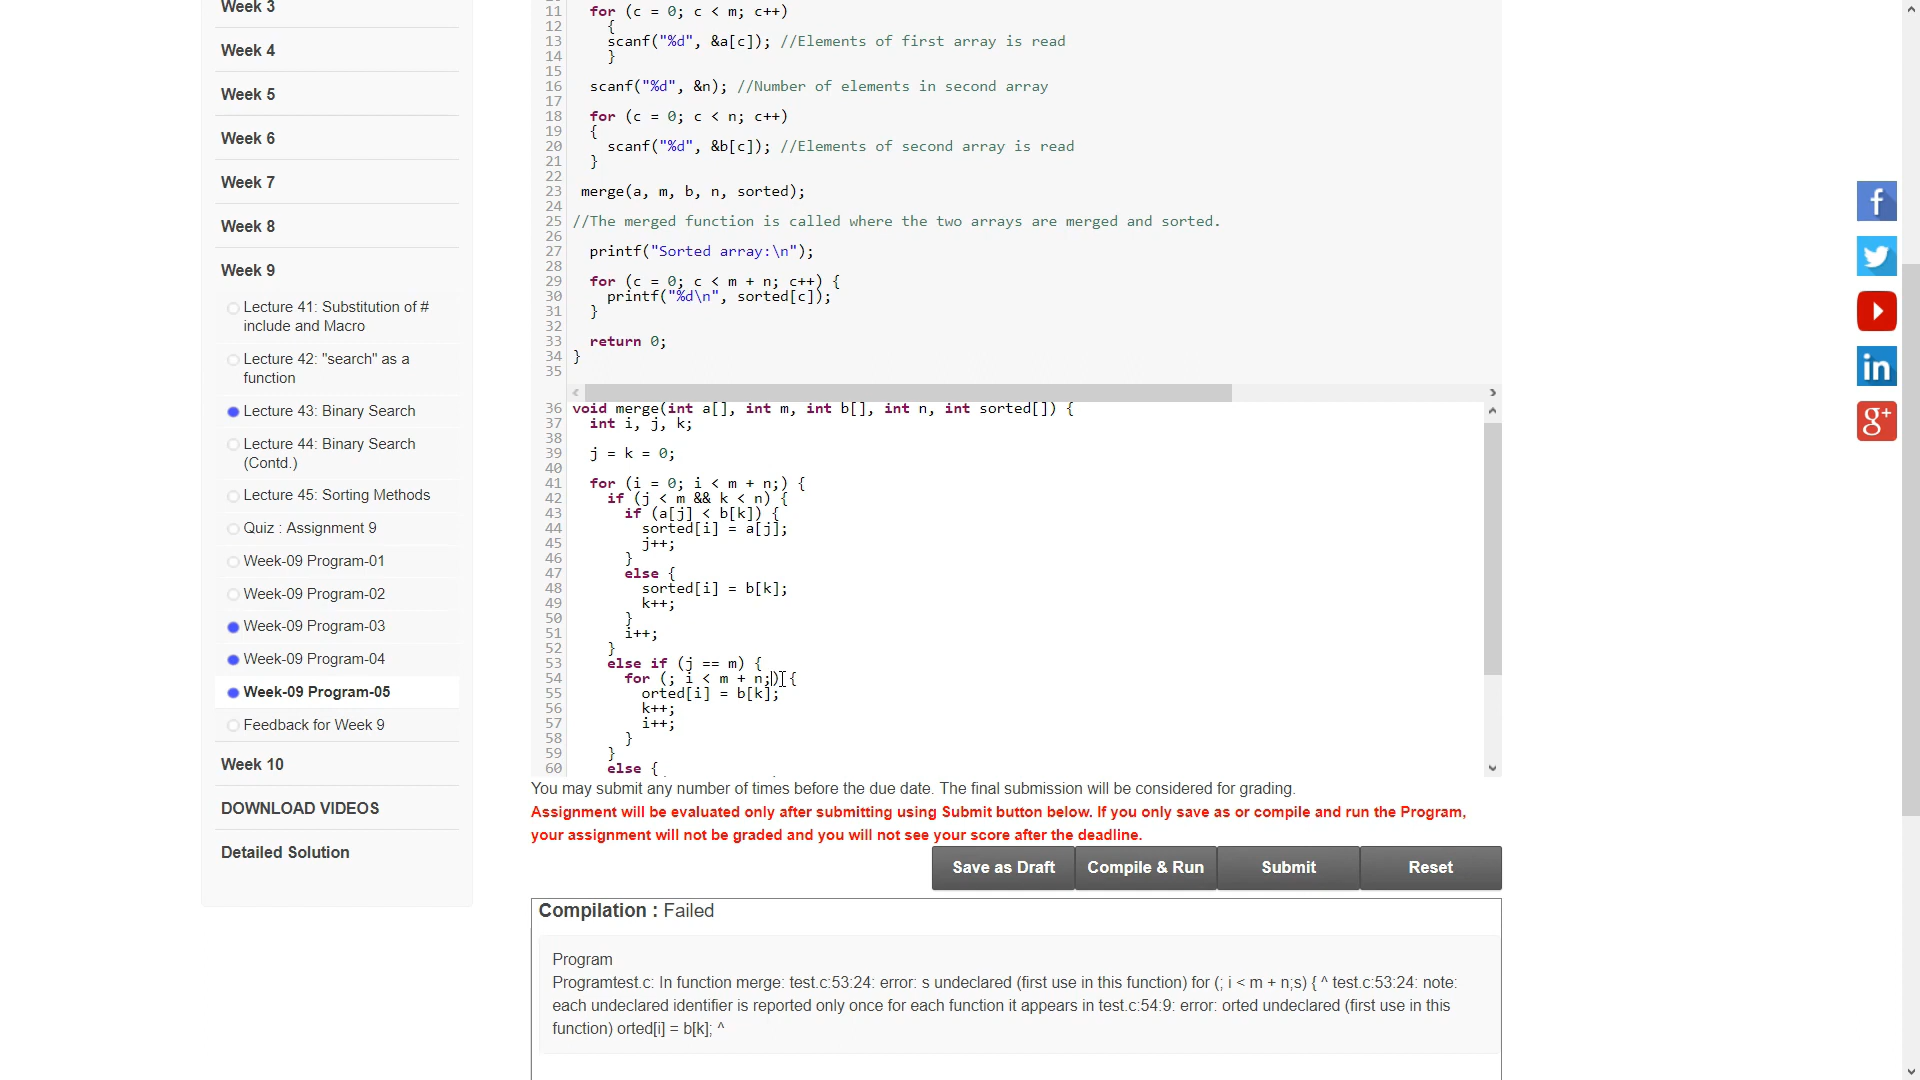 Week 3
Week 4
Week 5
Week 6
Week 7
Week 8
Week 9
Lecture 41: Substitution of #
include and Macro
Lecture 42: "search" as a
function
Lecture 43: Binary Search
Lecture 44: Binary Search
(Contd.)
Lecture 45: Sorting Methods
Quiz : Assignment 9
Week-09 Program-01
Week-09 Program-02
Week-09 Program-03
Week-09 Program-04
Week-09 Program-05
Feedback for Week 9
Week 10
DOWNLOAD VIDEOS
Detailed Solution
11 for (c = 0; c < m; c++)
12 {
13 scanf("%d", &a[c]); //Elements of first array is read
14 }
15
16 scanf("%d", &n); //Number of elements in second array
17
18 for (c = 0; c < n; c++)
19 {
20 scanf("%d", &b[c]); //Elements of second array is read
21 }
22
23 merge(a, m, b, n, sorted);
24
25 //The merged function is called where the two arrays are merged and sorted.
26
27 printf("Sorted array:\n");
28
29 for (c = 0; c < m + n; c++) {
30 printf("%d\n", sorted[c]);
31 }
32
33 return 0;
34 }
35
36 void merge(int a[], int m, int b[], int n, int sorted[]) {
37 int i, j, k;
38
39 j = k = 0;
40
41 for (i = 0; i < m + n;) {
42 if (j < m && k < n) {
43 if (a[j] < b[k]) {
44 sorted[i] = a[j];
45 j++;
46 }
47 else {
48 sorted[i] = b[k];
49 k++;
50 }
51 i++;
52 }
53 else if (j == m) {
54 for (; i < m + n;) {
55 orted[i] = b[k];
56 k++;
57 i++;
58 }
59 }
60 else {
You may submit any number of times before the due date. The final submission will be considered for grading.
Assignment will be evaluated only after submitting using Submit button below. If you only save as or compile and run the Program,
your assignment will not be graded and you will not see your score after the deadline.
Save as Draft Compile & Run Submit Reset
Compilation : Failed
Program
Programtest.c: In function merge: test.c:53:24: error: s undeclared (first use in this function) for (; i < m + n;s) { ^ test.c:53:24: note:
each undeclared identifier is reported only once for each function it appears in test.c:54:9: error: orted undeclared (first use in this
function) orted[i] = b[k]; ^
f
in
g+